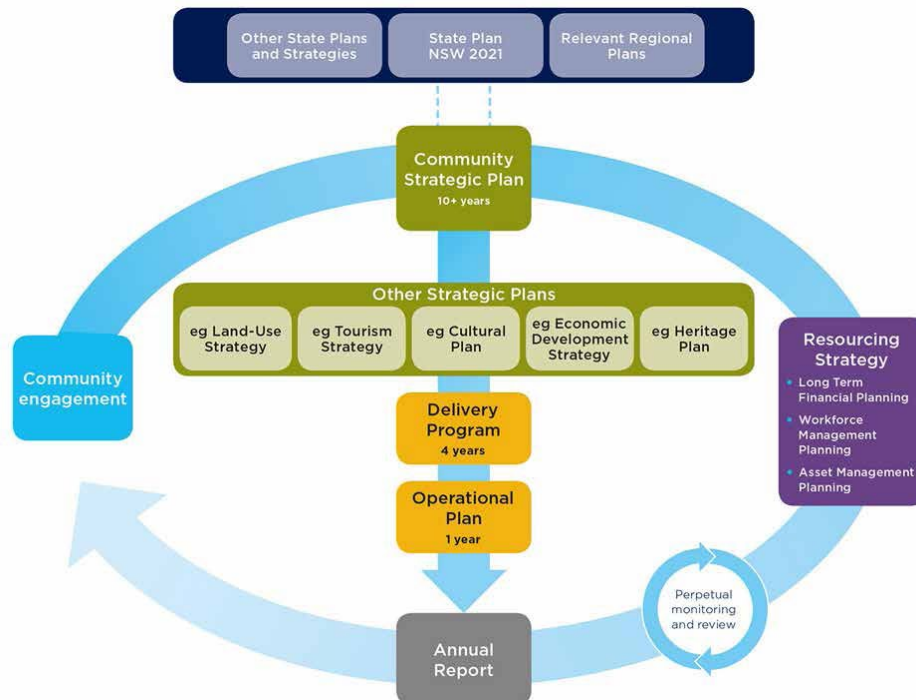 Other State Plans
and Strategies
State Plan
NSW 2021
Relevant Regional
Plans
Community
Strategic Plan
10+ years
Other Strategic Plans
eg Land-Use
Strategy
eg Tourism
Strategy
eg Cultural
Plan
eg Economic
Development
Strategy
eg Heritage
Plan
Community
engagement
Resourcing
Strategy
• Long Term
Financial Planning
• Workforce
Management
Planning
• Asset Management
Planning
Delivery
Program
4 years
Operational
Plan
1 year
Perpetual
monitoring
and review
Annual
Report